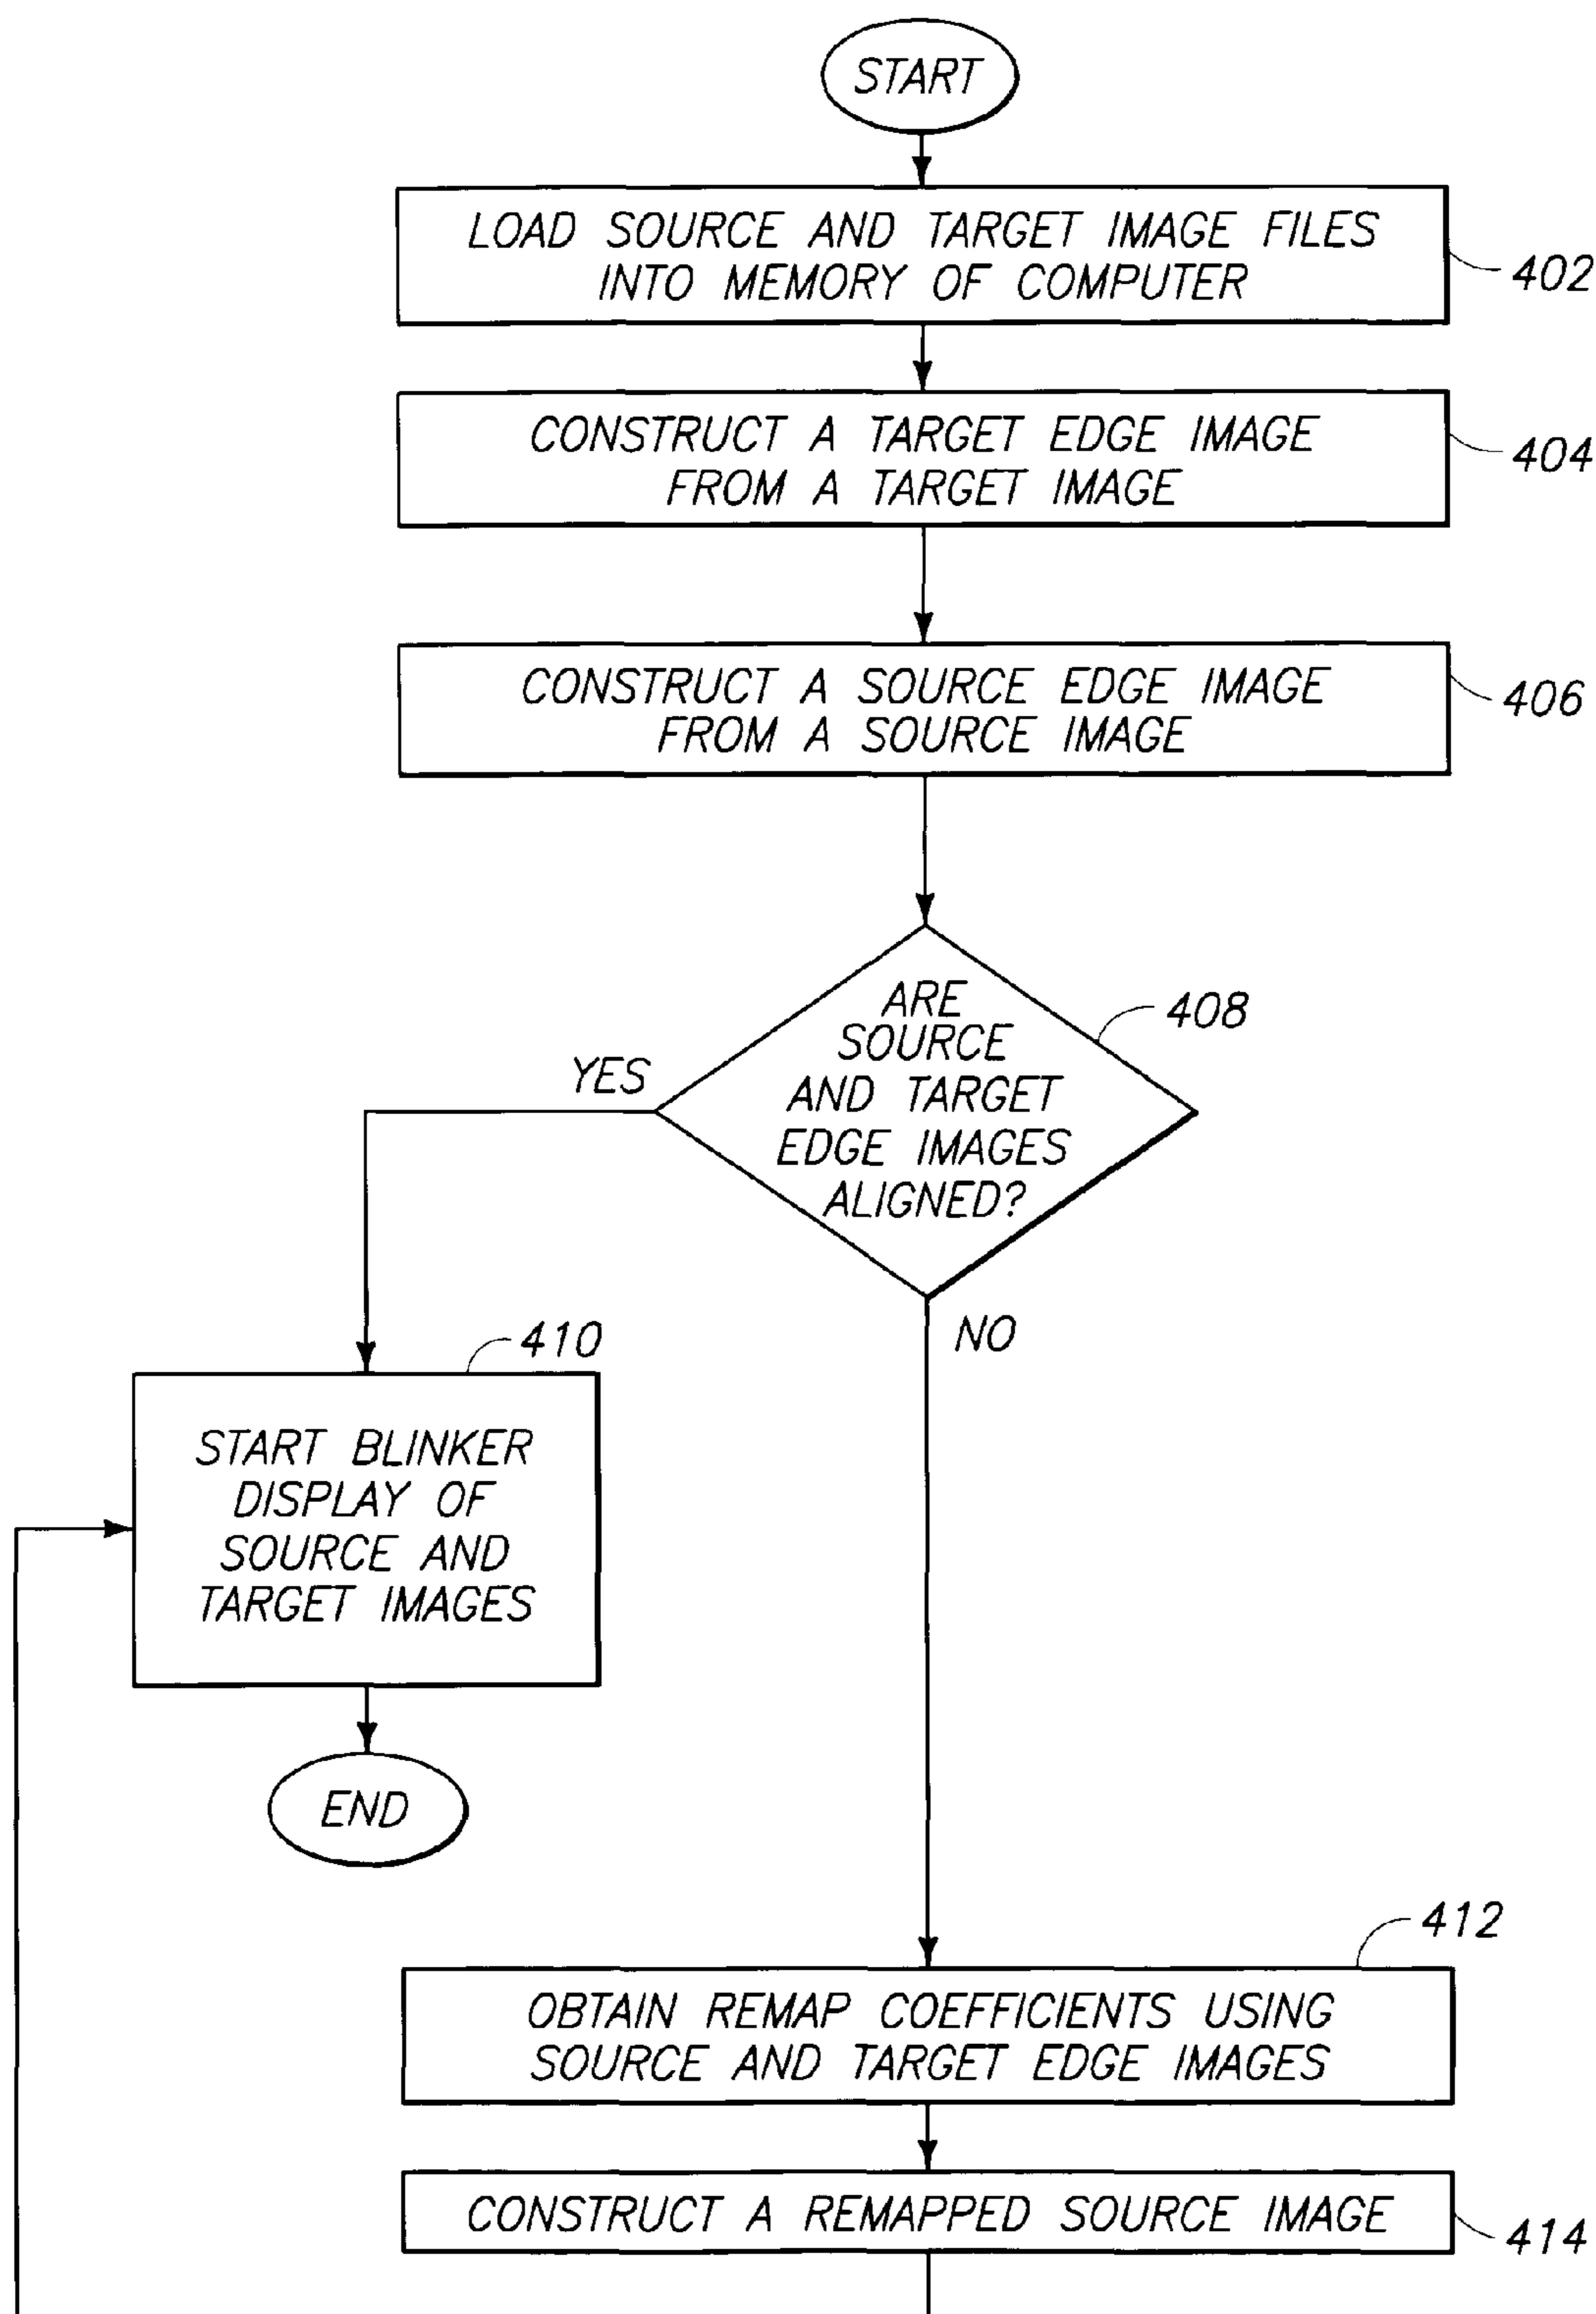 START
LOAD SOURCE AND TARGET IMAGE FILES
INTO MEMORY OF COMPUTER
402
CONSTRUCT A TARGET EDGE IMAGE
FROM A TARGET IMAGE
404
CONSTRUCT A SOURCE EDGE IMAGE
FROM A SOURCE IMAGE
406
ARE
SOURCE
AND TARGET
EDGE IMAGES
ALIGNED?
408
YES
NO
410
START BLINKER
DISPLAY OF
SOURCE AND
TARGET IMAGES
END
412
OBTAIN REMAP COEFFICIENTS USING
SOURCE AND TARGET EDGE IMAGES
CONSTRUCT A REMAPPED SOURCE IMAGE
414